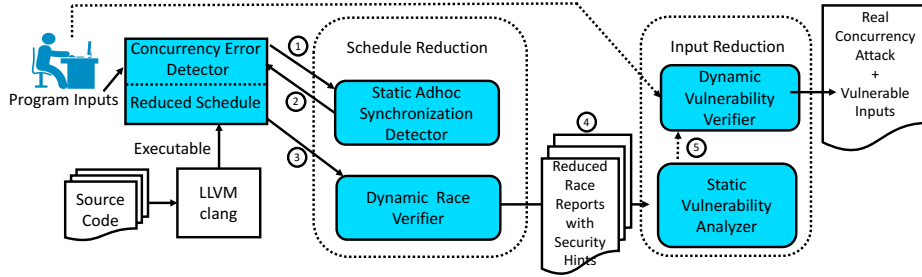 Program Inputs
Concurrency Error
Detector
Reduced Schedule
Executable
Source
Code
LLVM
clang
1
2
3
Schedule Reduction
Static Adhoc
Synchronization
Detector
Dynamic Race
Verifier
4
Reduced
Race
Reports
with
Security
Hints
Input Reduction
Dynamic
Vulnerability
Verifier
5
Static
Vulnerability
Analyzer
Real
Concurrency
Attack
+
Vulnerable
Inputs